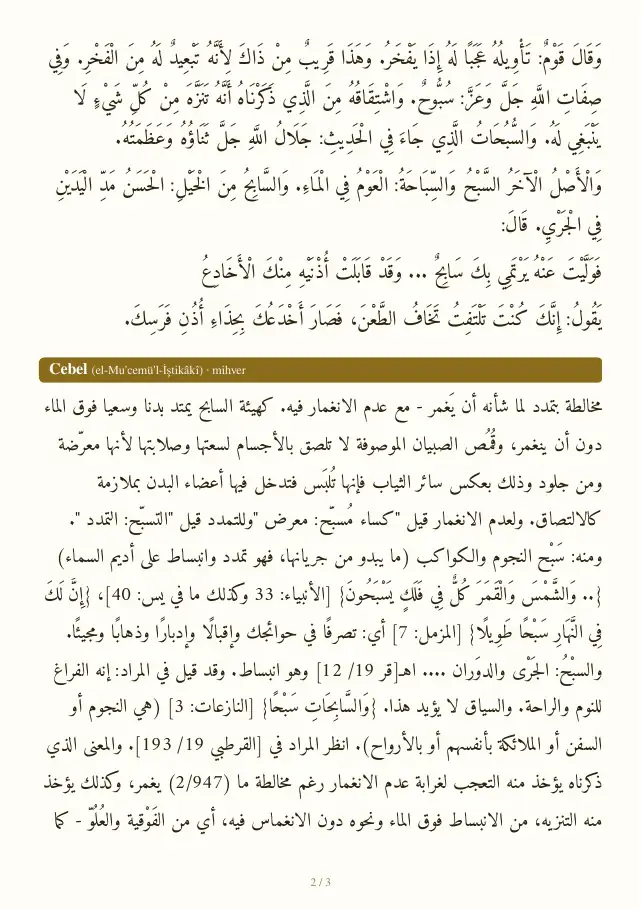 وَقَالَ قَوْمٌ: تَأْوِيلُهُ عَجَبًا لَهُ إِذَا يَفْخَرُ. وَهَذَا قَرِيبٌ مِنْ ذَاكَ لِأَنَّهُ تَبْعِيدٌ لَهُ مِنَ الْفَخْرِ. وَفِي
صِفَاتِ اللَّهِ جَلَّ وَعَزَّ: سُبُّوحٌ. وَاشْتِقَاقُهُ مِنَ الَّذِي ذَكَرْنَاهُ أَنَّهُ تَنَزَّهَ مِنْ كُلِّ شَيْءٍ لَا
يَنْبَغِي لَهُ. وَالسُّبُحَاتُ الَّذِي جَاءَ فِي الْحَدِيثِ: جَلَالُ اللَّهِ جَلَّ ثَنَاؤُهُ وَعَظَمَتُهُ.
وَالْأَصْلُ الْآخَرُ السَّبْحُ وَالسِّبَاحَةُ: الْعَوْمُ فِي الْمَاءِ. وَالسَّابِحُ مِنَ الْخَيْلِ: الْحَسَنُ مَدِّ الْيَدَيْنِ
فِي الْجَرْيِ. قَالَ:
فَوَلَّيْتَ عَنْهُ يَرْتَمِي بِكَ سَابِحٌ ... وَقَدْ قَابَلَتْ أُذْنَيْهِ مِنْكَ الْأَخَادِعُ
يَقُولُ: إِنَّكَ كُنْتَ تَلْتَفِتُ تَخَافُ الطَّعْنَ، فَصَارَ أَخْدَعُكَ بِحِذَاءِ أُذُنِ فَرَسِكَ.
Cebel (el-Mu'cemü'l-İştikâkî) · mihver
مخالطة بتمدد لما شأنه أن يَغمر - مع عدم الانغمار فيه. كهيئة السابح يمتد بدنا وسعيا فوق الماء
دون أن ينغمر، وقُمُص الصبيان الموصوفة لا تلصق بالأجسام لسعتها وصلابتها لأنها معرّضة
ومن جلود وذلك بعكس سائر الثياب فإنها تُلبَس فتدخل فيها أعضاء البدن بملازمة
كالالتصاق. ولعدم الانغمار قيل "كساء مُسبّح: معرض "وللتمدد قيل "التسبّح: التمدد ".
ومنه: سَبْح النجوم والكواكب (ما يبدو من جريانها، فهو تمدد وانبساط على أديم السماء)
{.. وَالشَّمْسَ وَالْقَمَرَ كُلٌّ فِي فَلَكٍ يَسْبَحُونَ} [الأنبياء: 33 وكذلك ما في يس: 40]، {إِنَّ لَكَ
فِي النَّهَارِ سَبْحًا طَوِيلًا} [المزمل: 7] أي: تصرفًا في حوائجك وإقبالًا وإدبارًا وذهابًا ومجيئًا.
والسبْحُ: الجَرْى والدوَران .... اهـ[قر 19/ 12] وهو انبساط. وقد قيل في المراد: إنه الفراغ
للنوم والراحة. والسياق لا يؤيد هذا. {وَالسَّابِحَاتِ سَبْحًا} [النازعات: 3] (هي النجوم أو
السفن أو الملائكة بأنفسهم أو بالأرواح). انظر المراد في [القرطبي 19/ 193]. والمعنى الذي
ذكرناه يؤخذ منه التعجب لغرابة عدم الانغمار رغم مخالطة ما (2/947) يغمر، وكذلك يؤخذ
منه التنزيه، من الانبساط فوق الماء ونحوه دون الانغماس فيه، أي من الفَوْقية والعُلُوّ - كما
2 / 3